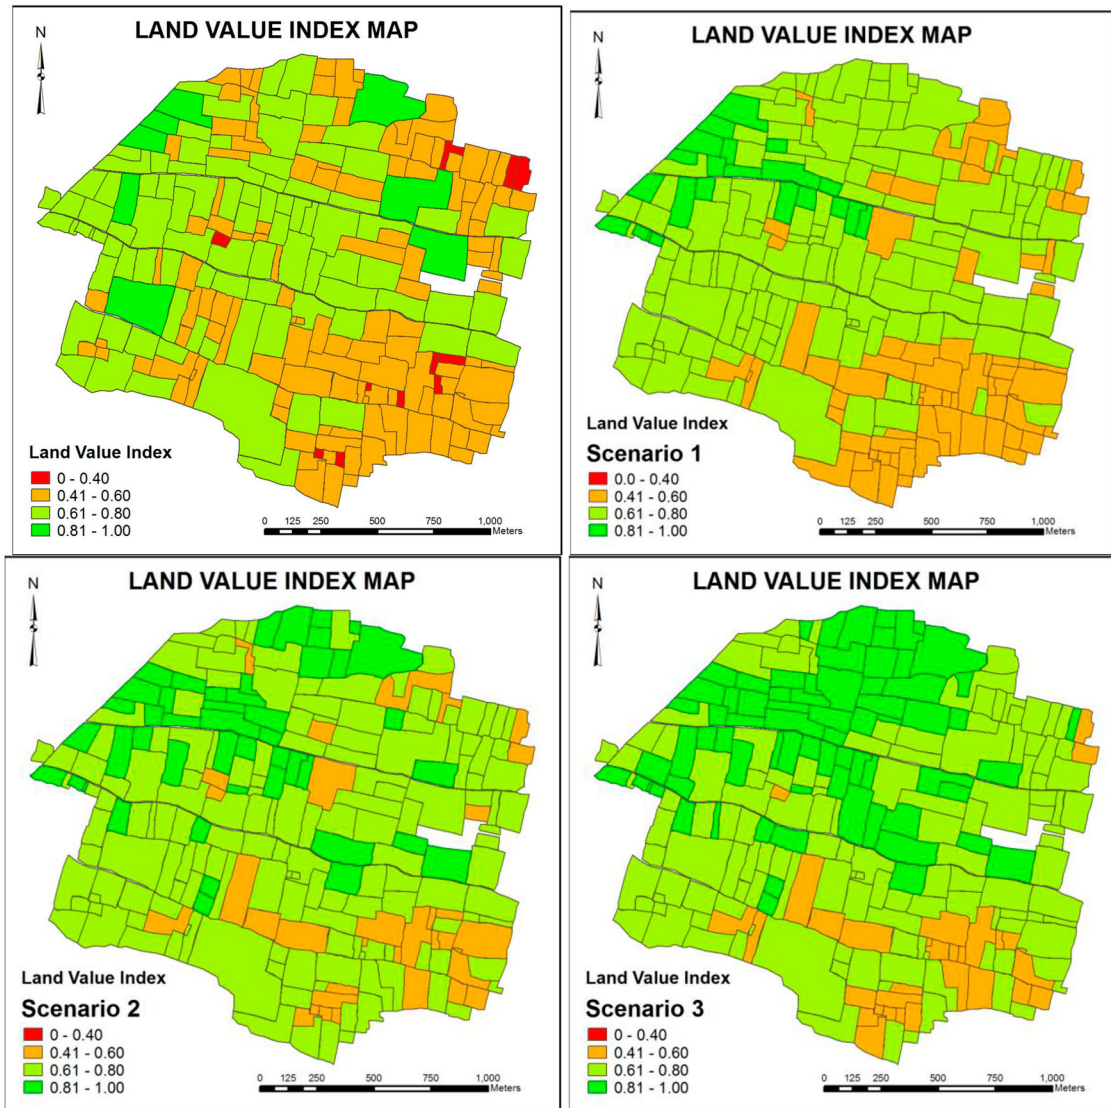 LAND VALUE INDEX MAP
N
Land Value Index
0 - 0.40
0.41 - 0.60
0.61 - 0.80
0.81 - 1.00
0 125 250 500 750 1,000
Meters
LAND VALUE INDEX MAP
N
Land Value Index
Scenario 1
0.0 - 0.40
0.41 - 0.60
0.61 - 0.80
0.81 - 1.00
0 125 250 500 750 1,000
Meters
LAND VALUE INDEX MAP
N
Land Value Index
Scenario 2
0 - 0.40
0.41 - 0.60
0.61 - 0.80
0.81 - 1.00
0 125 250 500 750 1,000
Meters
LAND VALUE INDEX MAP
N
Land Value Index
Scenario 3
0 - 0.40
0.41 - 0.60
0.61 - 0.80
0.81 - 1.00
0 125 250 500 750 1,000
Meters